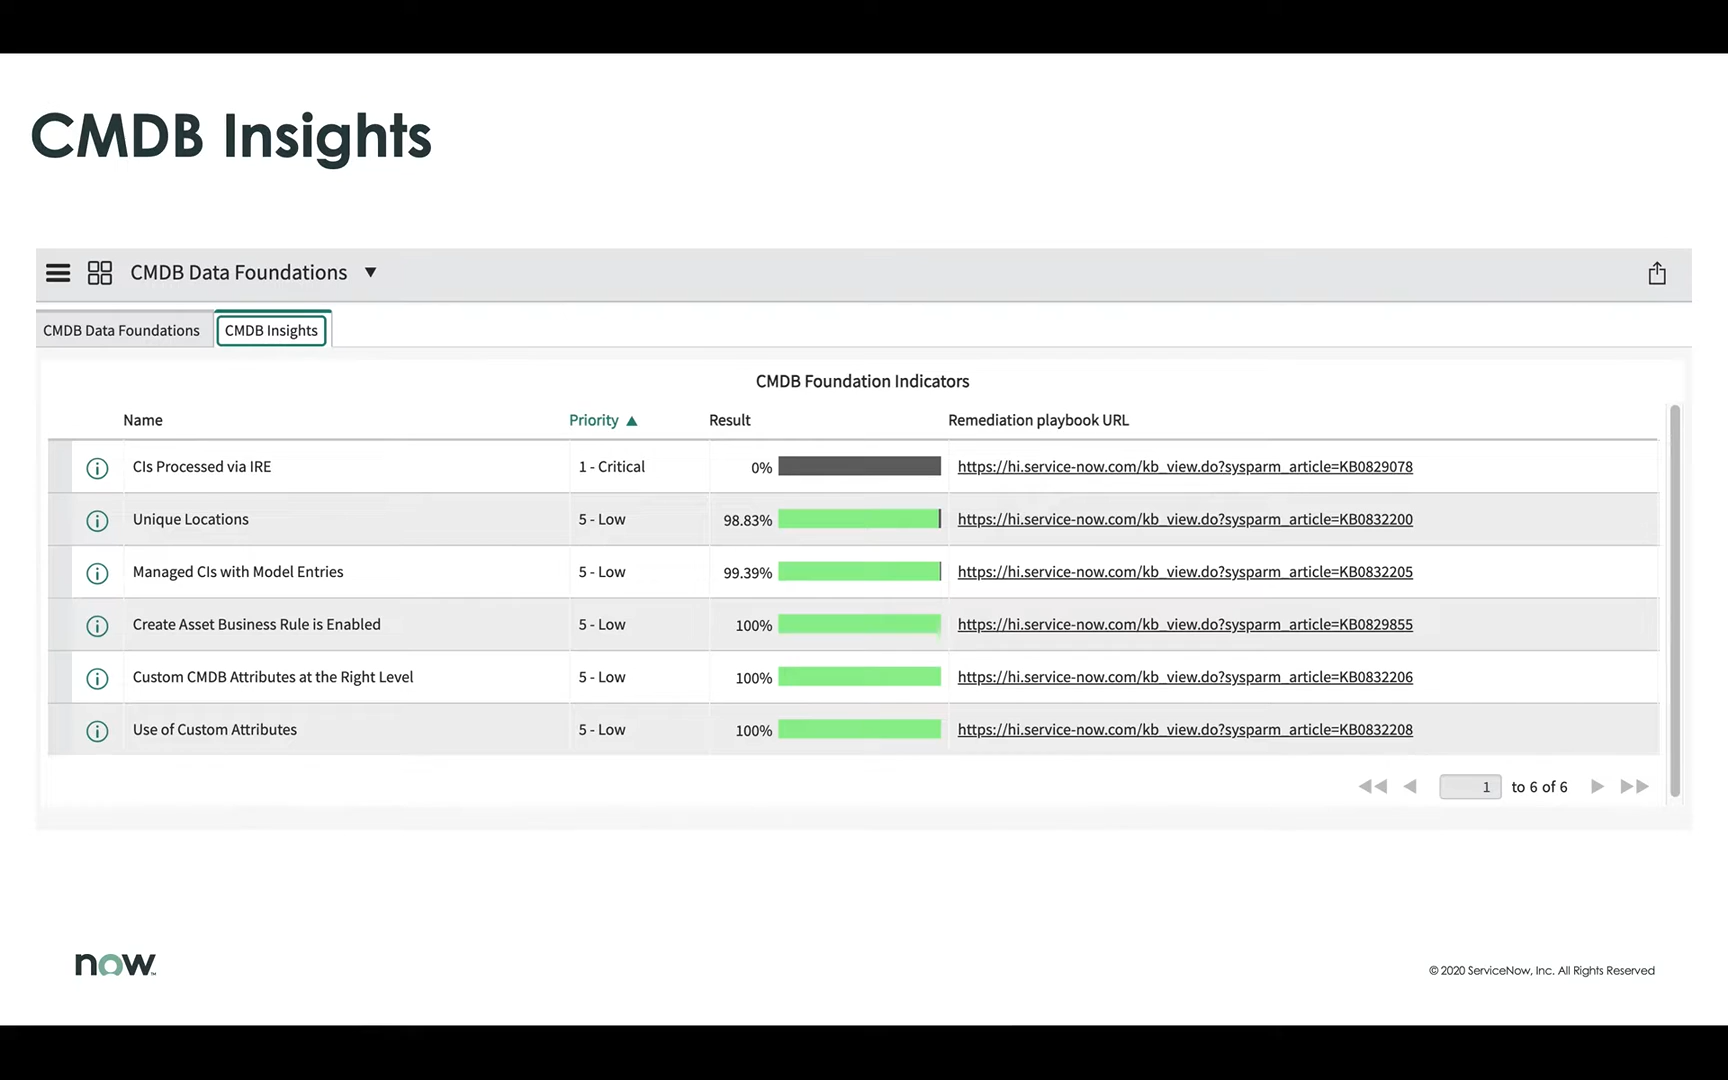 CMDB Insights
CMDB Data Foundations ▼
CMDB Data Foundations CMDB Insights
CMDB Foundation Indicators
Name Priority ▲ Result Remediation playbook URL
CIs Processed via IRE 1 - Critical 0% https://hi.service-now.com/kb_view.do?sysparm_article=KB0829078
Unique Locations 5 - Low 98.83% https://hi.service-now.com/kb_view.do?sysparm_article=KB0832200
Managed CIs with Model Entries 5 - Low 99.39% https://hi.service-now.com/kb_view.do?sysparm_article=KB0832205
Create Asset Business Rule is Enabled 5 - Low 100% https://hi.service-now.com/kb_view.do?sysparm_article=KB0829855
Custom CMDB Attributes at the Right Level 5 - Low 100% https://hi.service-now.com/kb_view.do?sysparm_article=KB0832206
Use of Custom Attributes 5 - Low 100% https://hi.service-now.com/kb_view.do?sysparm_article=KB0832208
1 to 6 of 6
now™
© 2020 ServiceNow, Inc. All Rights Reserved